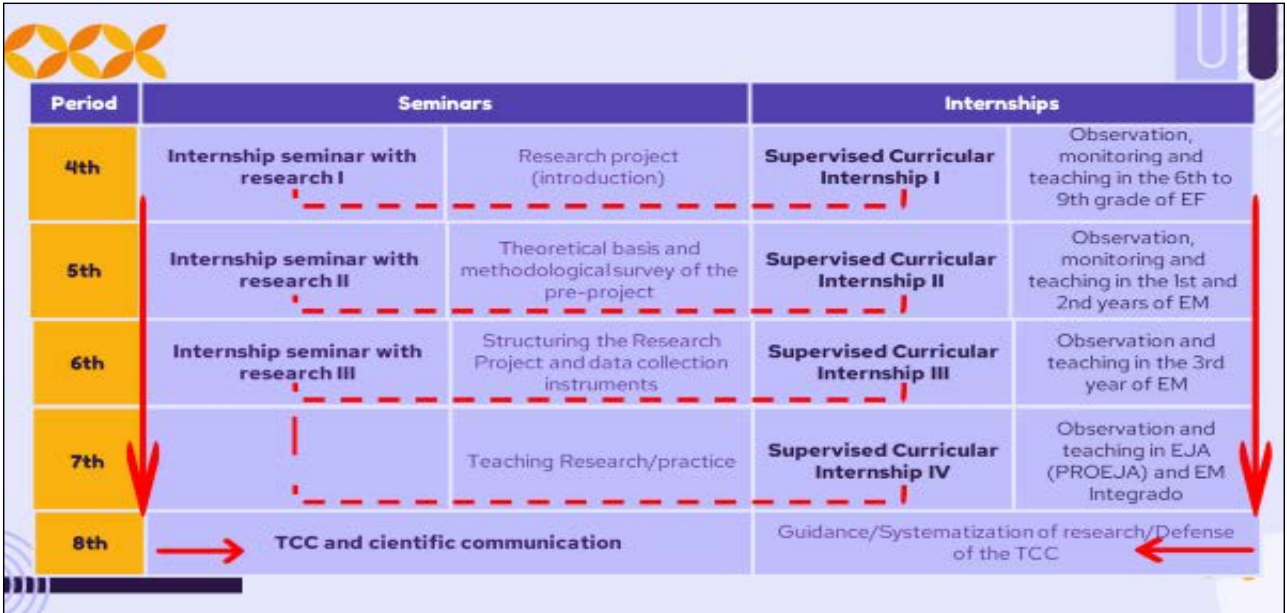 Period
Seminars
Internships
4th
Internship seminar with
research I
Research project
(introduction)
Supervised Curricular
Internship I
Observation,
monitoring and
teaching in the 6th to
9th grade of EF
5th
Internship seminar with
research II
Theoretical basis and
methodologicalsurvey of the
pre-project
Supervised Curricular
Internship II
Observation,
monitoring and
teaching in the 1st and
2nd years of EM
6th
Internship seminar with
research III
Structuring the Research
Project and data collection
instruments
Supervised Curricular
Internship III
Observation and
teaching in the 3rd
year of EM
7th
Teaching Research/practice
Supervised Curricular
Internship IV
Observation and
teaching in EJA
(PROEJA) and EM
Integrado
8th
TCC and cientific communication
Guidance/Systematization of research/Defense
of the TCC